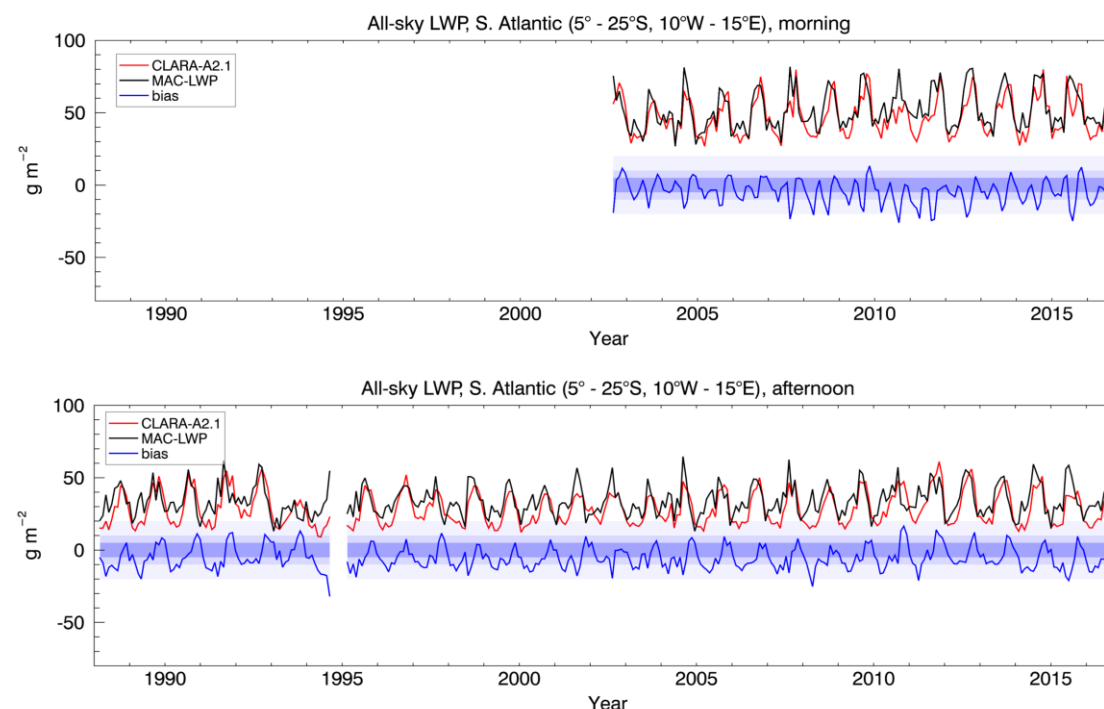 All-sky LWP, S. Atlantic (5° - 25°S, 10°W - 15°E), morning
100
CLARA-A2.1
MAC-LWP
bias
50
g m⁻²
0
-50
1990 1995 2000 2005 2010 2015
Year
All-sky LWP, S. Atlantic (5° - 25°S, 10°W - 15°E), afternoon
100
CLARA-A2.1
MAC-LWP
bias
50
g m⁻²
0
-50
1990 1995 2000 2005 2010 2015
Year